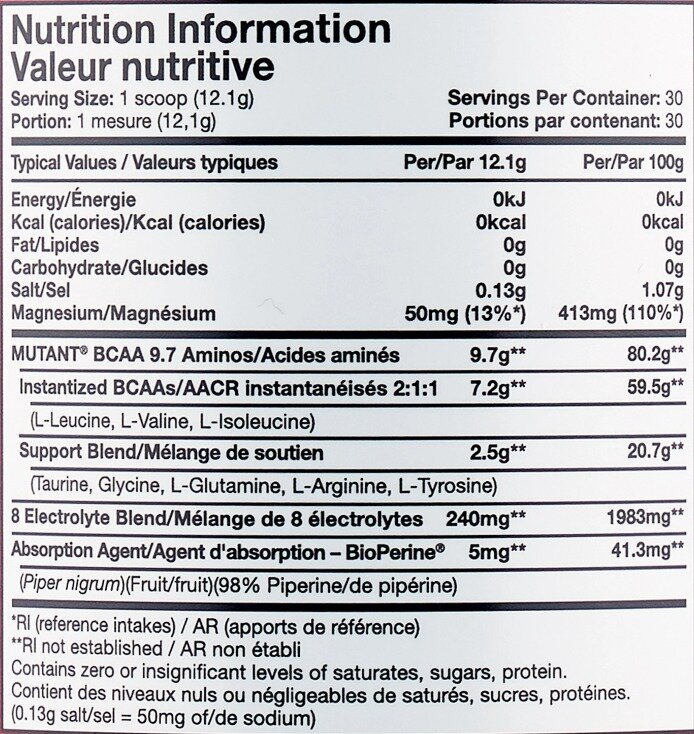 Nutrition Information
Valeur nutritive
Serving Size: 1 scoop (12.1g) Servings Per Container: 30
Portion: 1 mesure (12,1g) Portions par contenant: 30
Typical Values / Valeurs typiques Per/Par 12.1g Per/Par 100g
Energy/Énergie 0kJ 0kJ
Kcal (calories)/Kcal (calories) 0kcal 0kcal
Fat/Lipides 0g 0g
Carbohydrate/Glucides 0g 0g
Salt/Sel 0.13g 1.07g
Magnesium/Magnésium 50mg (13%*) 413mg (110%*)
MUTANT® BCAA 9.7 Aminos/Acides aminés 9.7g** 80.2g**
Instantized BCAAs/AACR instantanéisés 2:1:1 7.2g** 59.5g**
(L-Leucine, L-Valine, L-Isoleucine)
Support Blend/Mélange de soutien 2.5g** 20.7g**
(Taurine, Glycine, L-Glutamine, L-Arginine, L-Tyrosine)
8 Electrolyte Blend/Mélange de 8 électrolytes 240mg** 1983mg**
Absorption Agent/Agent d'absorption – BioPerine® 5mg** 41.3mg**
(Piper nigrum)(Fruit/fruit)(98% Piperine/de pipérine)
*RI (reference intakes) / AR (apports de référence)
**RI not established / AR non établi
Contains zero or insignificant levels of saturates, sugars, protein.
Contient des niveaux nuls ou négligeables de saturés, sucres, protéines.
(0.13g salt/sel = 50mg of/de sodium)